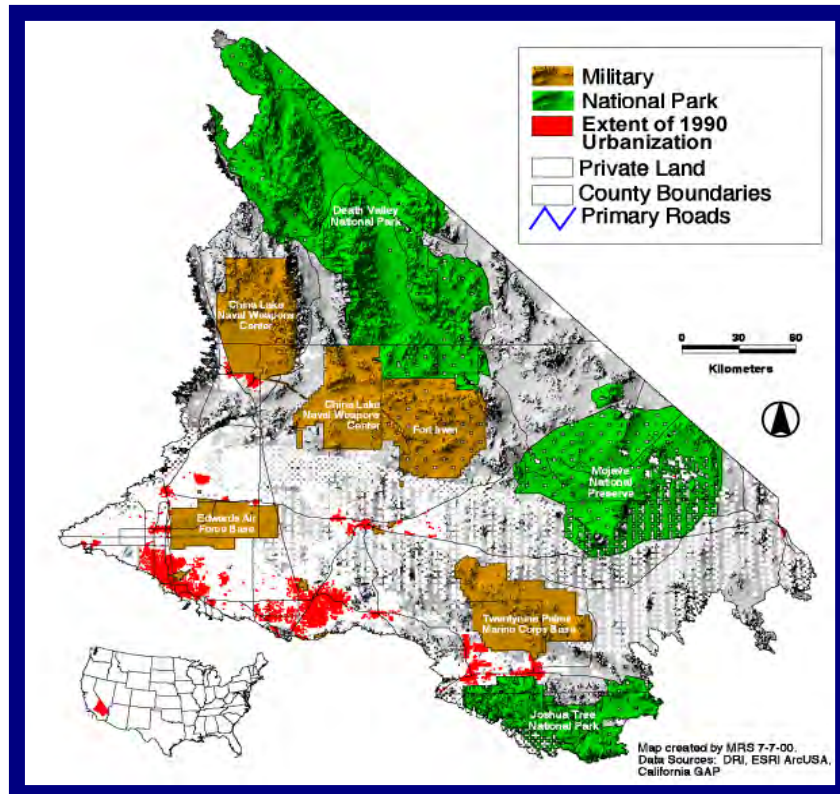 Military
National Park
Extent of 1990
Urbanization
Private Land
County Boundaries
Primary Roads
Death Valley
National Park
China Lake
Naval Weapons
Center
0 30 60
Kilometers
China Lake
Naval Weapons
Center
Fort Irwin
Mojave
National
Preserve
Edwards Air
Force Base
Twentynine Palms
Marine Corps Base
Joshua Tree
National Park
Map created by MRS 7-7-00.
Data Sources: DRI, ESRI ArcUSA,
California GAP